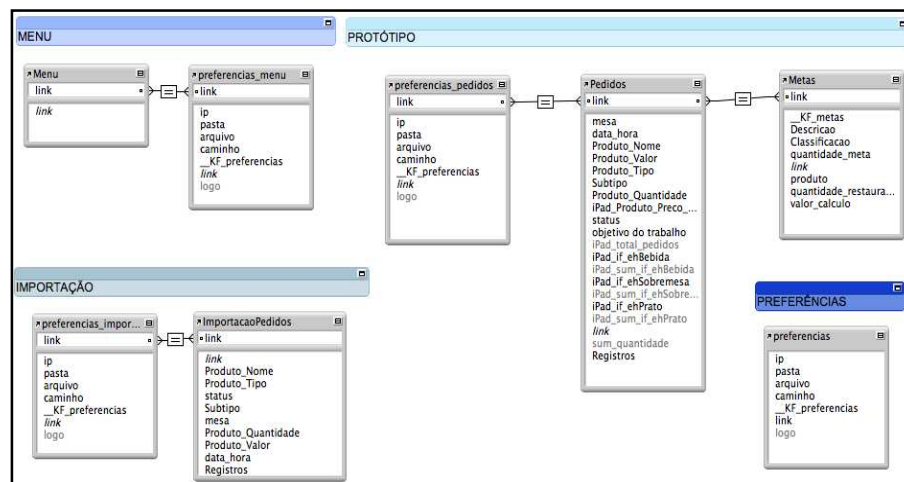 MENU
Menu
link
link
preferencias_menu
link
ip
pasta
arquivo
caminho
__KF_preferencias
link
logo
PROTÓTIPO
preferencias_pedidos
link
ip
pasta
arquivo
caminho
__KF_preferencias
link
logo
Pedidos
link
mesa
data_hora
Produto_Nome
Produto_Valor
Produto_Tipo
Subtipo
Produto_Quantidade
iPad_Produto_Preco_...
status
objetivo do trabalho
iPad_total_pedidos
iPad_if_ehBebida
iPad_sum_if_ehBebida
iPad_if_ehSobremesa
iPad_sum_if_ehSobre...
iPad_if_ehPrato
iPad_sum_if_ehPrato
link
sum_quantidade
Registros
Metas
link
__KF_metas
Descricao
Classificacao
quantidade_meta
link
produto
quantidade_restaura...
valor_calculo
IMPORTAÇÃO
preferencias_impor...
link
ip
pasta
arquivo
caminho
__KF_preferencias
link
logo
ImportacaoPedidos
link
link
Produto_Nome
Produto_Tipo
status
Subtipo
mesa
Produto_Quantidade
Produto_Valor
data_hora
Registros
PREFERÊNCIAS
preferencias
ip
pasta
arquivo
caminho
__KF_preferencias
link
logo